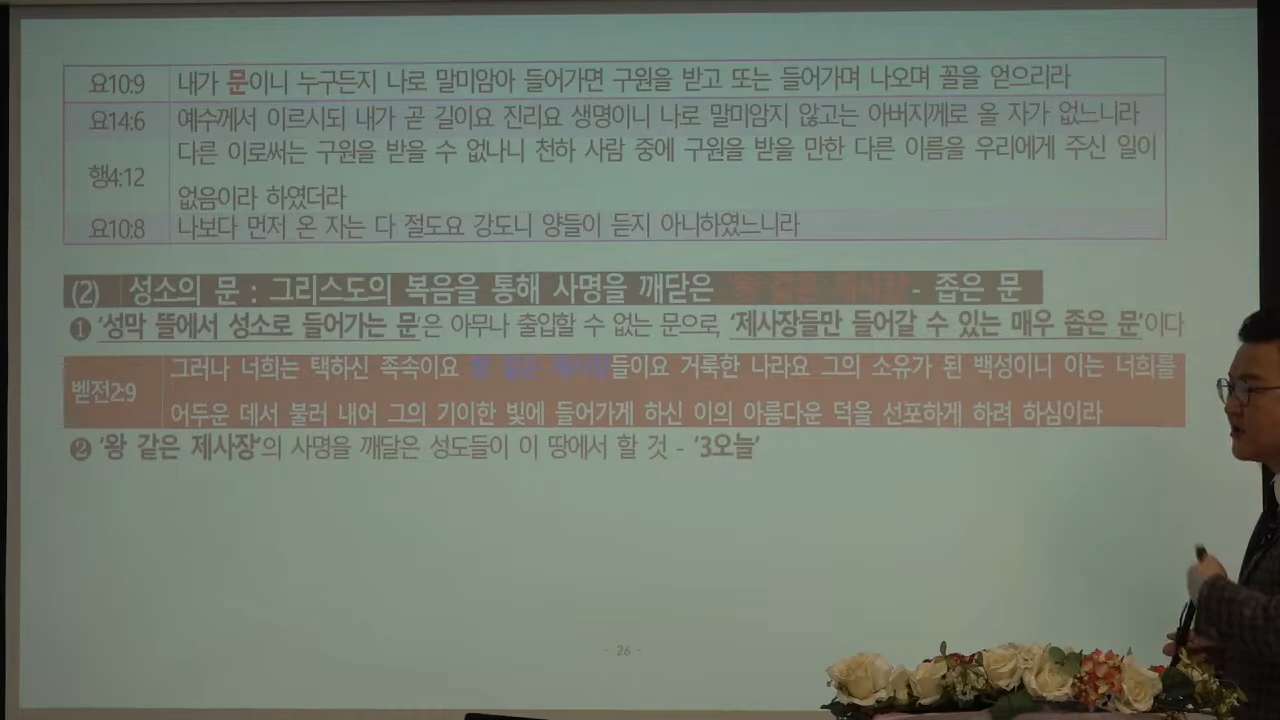 요10:9 내가 문이니 누구든지 나로 말미암아 들어가면 구원을 받고 또는 들어가며 나오며 꼴을 얻으리라
요14:6 예수께서 이르시되 내가 곧 길이요 진리요 생명이니 나로 말미암지 않고는 아버지께로 올 자가 없느니라
행4:12 다른 이로써는 구원을 받을 수 없나니 천하 사람 중에 구원을 받을 만한 다른 이름을 우리에게 주신 일이
없음이라 하였더라
요10:8 나보다 먼저 온 자는 다 절도요 강도니 양들이 듣지 아니하였느니라
(2) 성소의 문 : 그리스도의 복음을 통해 사명을 깨닫은 - 좁은 문
❶ '성막 뜰에서 성소로 들어가는 문'은 아무나 출입할 수 없는 문으로, '제사장들만 들어갈 수 있는 매우 좁은 문'이다
벧전2:9 그러나 너희는 택하신 족속이요 왕 같은 제사장들이요 거룩한 나라요 그의 소유가 된 백성이니 이는 너희를
어두운 데서 불러 내어 그의 기이한 빛에 들어가게 하신 이의 아름다운 덕을 선포하게 하려 하심이라
❷ '왕 같은 제사장'의 사명을 깨달은 성도들이 이 땅에서 할 것 - '3오늘'
- 26 -